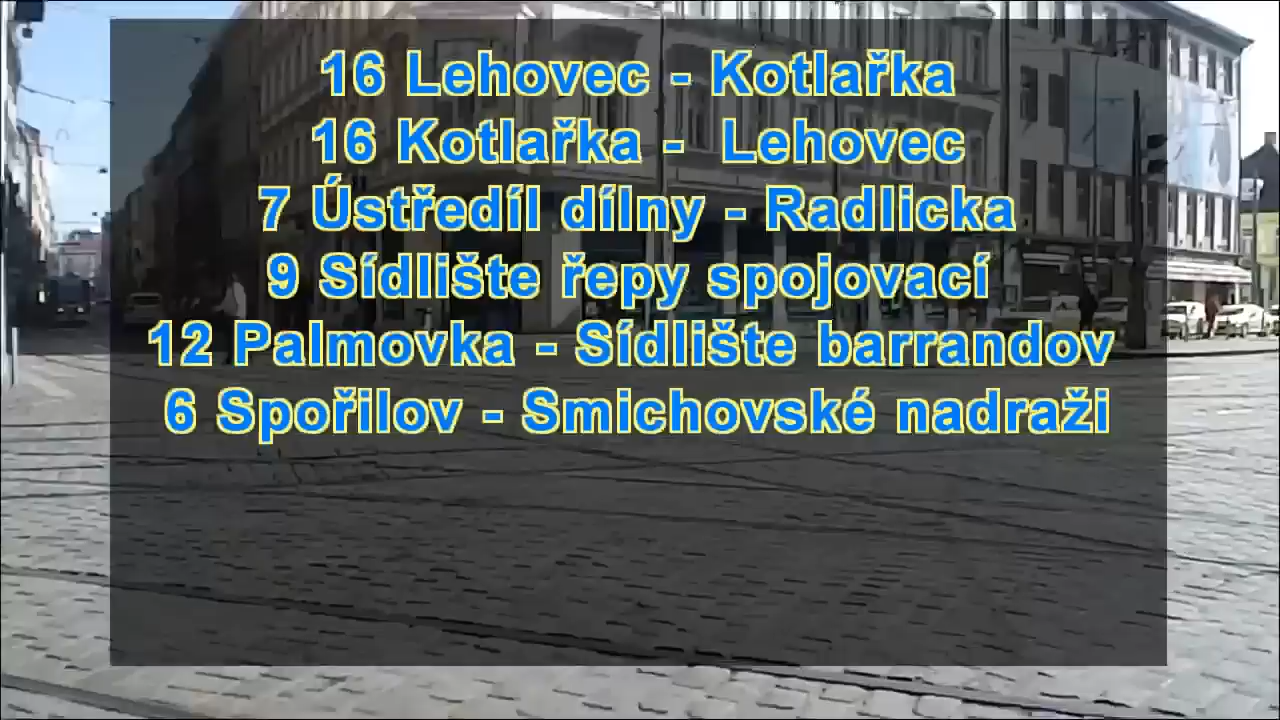 16 Lehovec - Kotlařka
16 Kotlařka -  Lehovec
7 Ústředíl dílny - Radlicka
9 Sídlište řepy spojovací
12 Palmovka - Sídlište barrandov
6 Spořilov - Smichovské nadraži